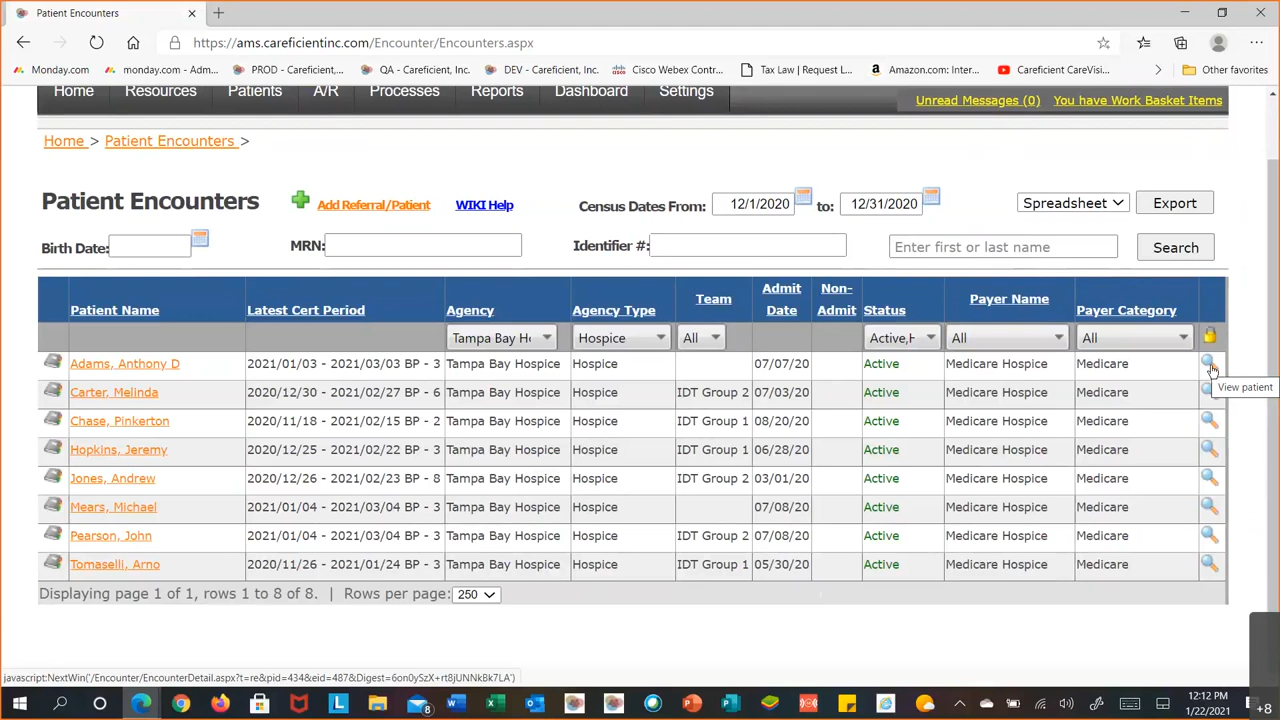 Patient Encounters
https://ams.careficientinc.com/Encounter/Encounters.aspx
Monday.com monday.com - Adm... PROD - Careficient,... QA - Careficient, Inc. DEV - Careficient, Inc. Cisco Webex Contr... Tax Law | Request L... Amazon.com: Inter... Careficient CareVisi... Other favorites
Home Resources Patients A/R Processes Reports Dashboard Settings Unread Messages (0) You have Work Basket Items
Home > Patient Encounters >
Patient Encounters Add Referral/Patient WIKI Help Census Dates From: 12/1/2020 to: 12/31/2020 Spreadsheet Export
Birth Date: MRN: Identifier #: Enter first or last name Search
Patient Name Latest Cert Period Agency Agency Type Team Admit Date Non-Admit Status Payer Name Payer Category
Tampa Bay H Hospice All Active,H All All
Adams, Anthony D 2021/01/03 - 2021/03/03 BP - 3 Tampa Bay Hospice Hospice 07/07/20 Active Medicare Hospice Medicare
Carter, Melinda 2020/12/30 - 2021/02/27 BP - 6 Tampa Bay Hospice Hospice IDT Group 2 07/03/20 Active Medicare Hospice Medicare
View patient
Chase, Pinkerton 2020/11/18 - 2021/02/15 BP - 2 Tampa Bay Hospice Hospice IDT Group 1 08/20/20 Active Medicare Hospice Medicare
Hopkins, Jeremy 2020/12/25 - 2021/02/22 BP - 3 Tampa Bay Hospice Hospice IDT Group 1 06/28/20 Active Medicare Hospice Medicare
Jones, Andrew 2020/12/26 - 2021/02/23 BP - 8 Tampa Bay Hospice Hospice IDT Group 2 03/01/20 Active Medicare Hospice Medicare
Mears, Michael 2021/01/04 - 2021/03/04 BP - 3 Tampa Bay Hospice Hospice 07/08/20 Active Medicare Hospice Medicare
Pearson, John 2021/01/04 - 2021/03/04 BP - 3 Tampa Bay Hospice Hospice IDT Group 1 07/08/20 Active Medicare Hospice Medicare
Tomaselli, Arno 2020/11/26 - 2021/01/24 BP - 3 Tampa Bay Hospice Hospice IDT Group 1 05/30/20 Active Medicare Hospice Medicare
Displaying page 1 of 1, rows 1 to 8 of 8. | Rows per page: 250
javascript:NextWin('/Encounter/EncounterDetail.aspx?t=re&pid=434&eid=487&Digest=6on0ySzX+rt8jUNNkBk7LA')
12:12 PM
1/22/2021
+8